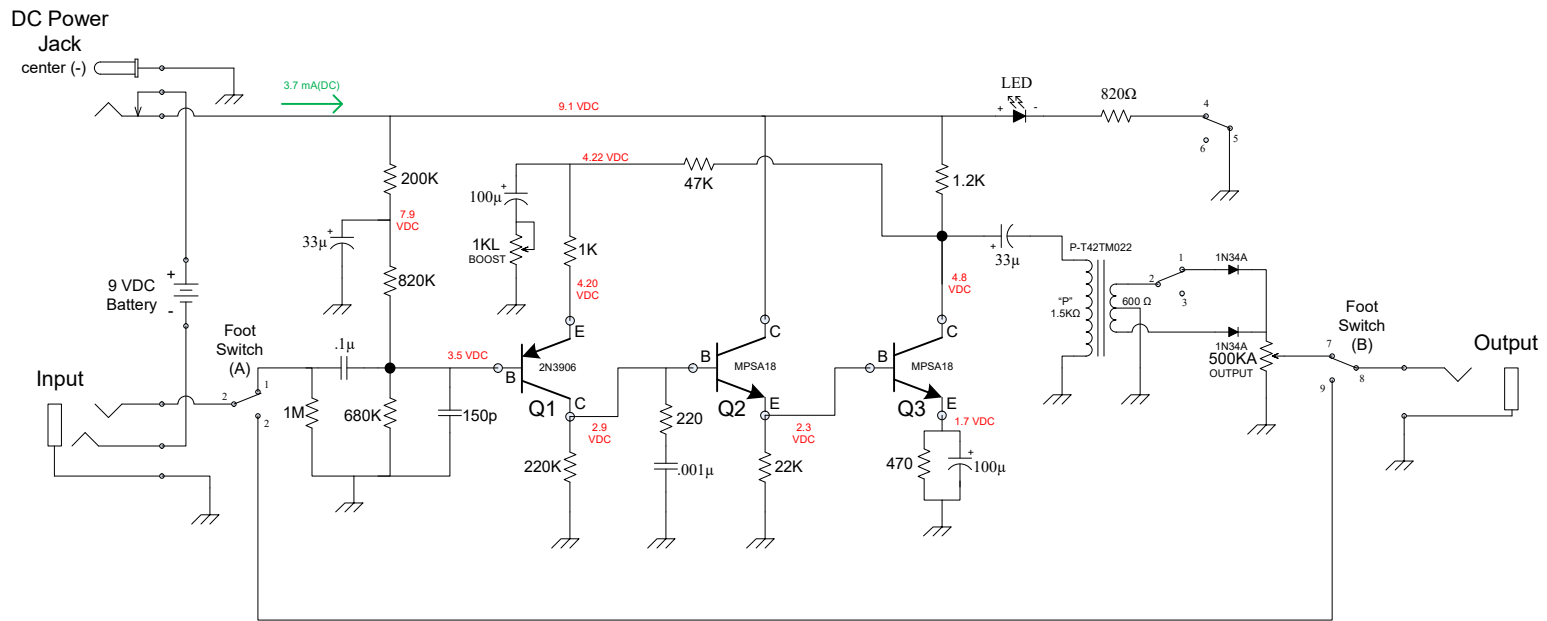 DC Power
Jack
center (-)
3.7 mA(DC)
9.1 VDC
LED
+
-
820Ω
4
5
6
200K
7.9
VDC
33µ
+
820K
100µ
+
1KL
BOOST
4.22 VDC
47K
1K
4.20
VDC
1.2K
+
33µ
P-T42TM022
"P"
1.5KΩ
600 Ω
1
2
3
1N34A
1N34A
500KA
OUTPUT
4.8
VDC
9 VDC
Battery
+
-
Foot
Switch
(A)
1
2
2
Input
.1µ
1M
680K
150p
3.5 VDC
B
E
C
2N3906
Q1
2.9
VDC
220K
220
.001µ
B
C
E
MPSA18
Q2
2.3
VDC
22K
B
C
E
MPSA18
Q3
1.7 VDC
470
+
100µ
Foot
Switch
(B)
7
8
9
Output